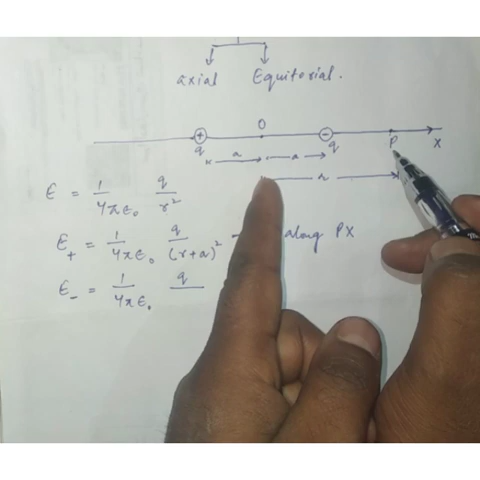 axial Equitorial.
O
+ -
q q P X
a a
r
E = 1/4πε₀ q/r²
E₊ = 1/4πε₀ q/(r+a)² along PX
E₋ = 1/4πε₀ q